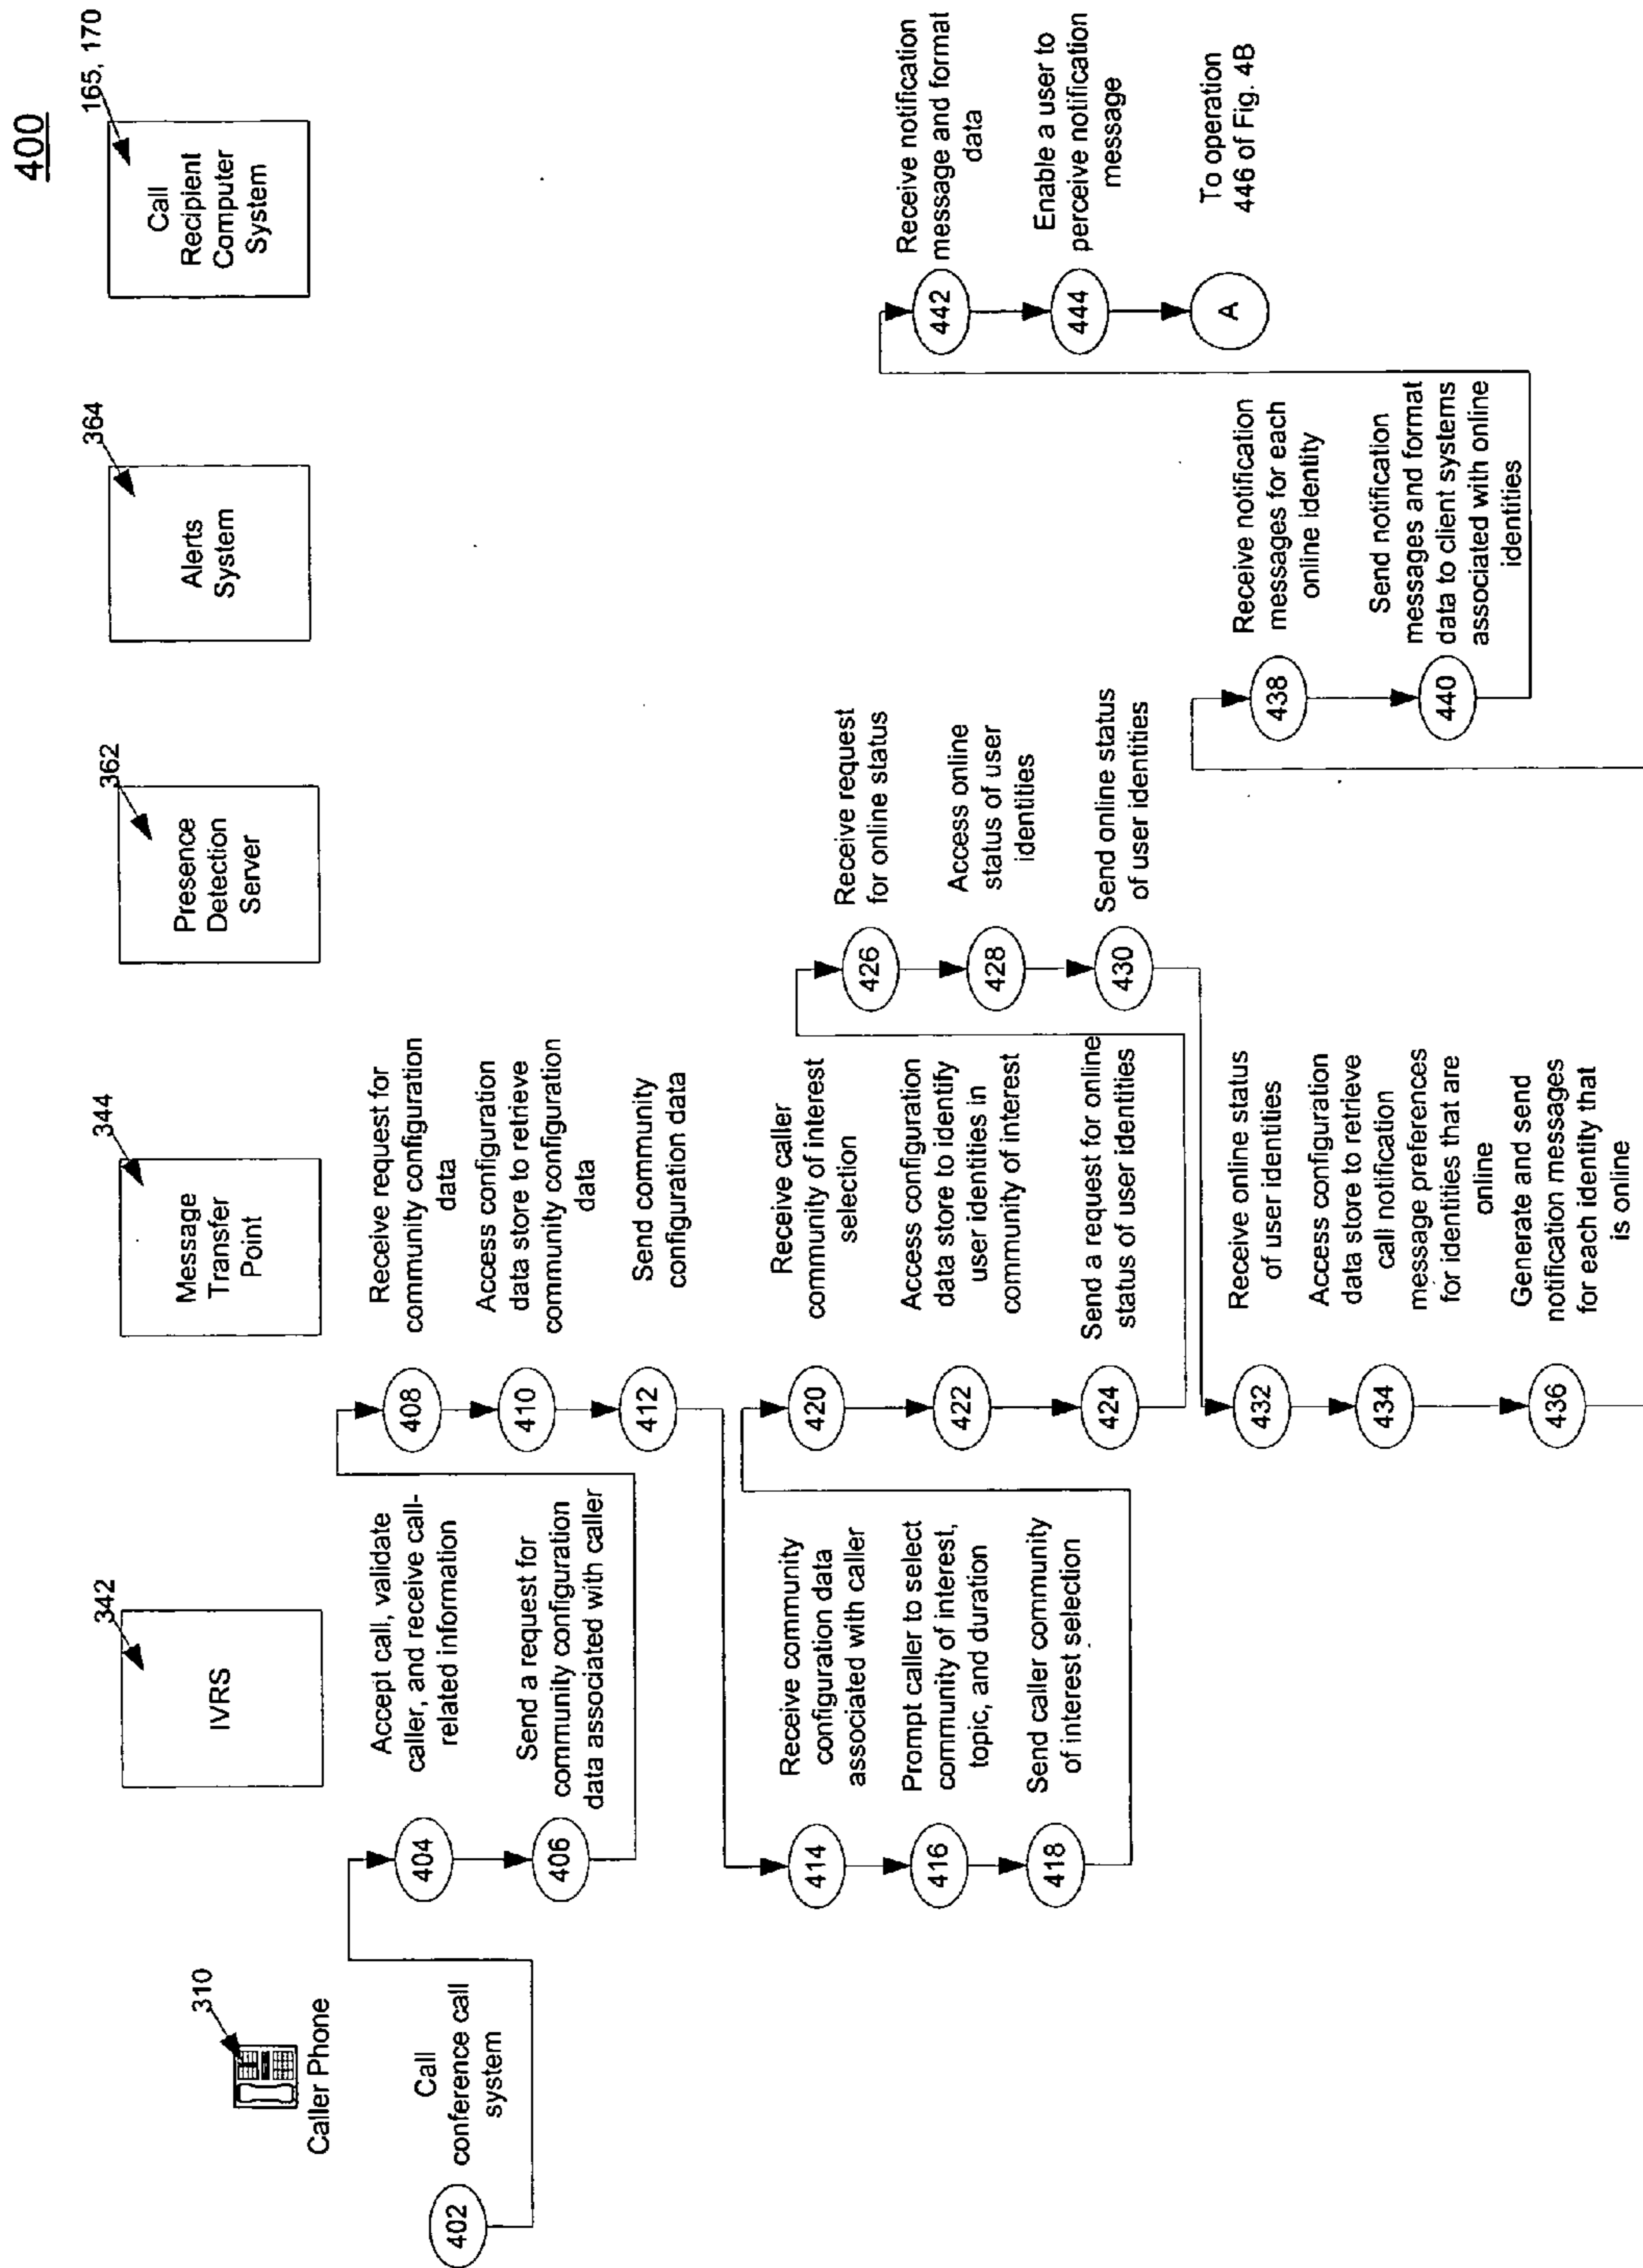 400
310
Caller Phone
342
IVRS
344
Message
Transfer
Point
362
Presence
Detection
Server
364
Alerts
System
165, 170
Call
Recipient
Computer
System
402
Call
conference call
system
404
Accept call, validate
caller, and receive call-
related information
406
Send a request for
community configuration
data associated with caller
408
Receive request for
community configuration
data
410
Access configuration
data store to retrieve
community configuration
data
412
Send community
configuration data
414
Receive community
configuration data
associated with caller
416
Prompt caller to select
community of interest,
topic, and duration
418
Send caller community
of interest selection
420
Receive caller
community of interest
selection
422
Access configuration
data store to identify
user identities in
community of interest
424
Send a request for online
status of user identities
426
Receive request
for online status
428
Access online
status of user
identities
430
Send online status
of user identities
432
Receive online status
of user identities
434
Access configuration
data store to retrieve
call notification
message preferences
for identities that are
online
436
Generate and send
notification messages
for each identity that
is online
438
Receive notification
messages for each
online identity
440
Send notification
messages and format
data to client systems
associated with online
identities
442
Receive notification
message and format
data
444
Enable a user to
perceive notification
message
A
To operation
446 of Fig. 4B